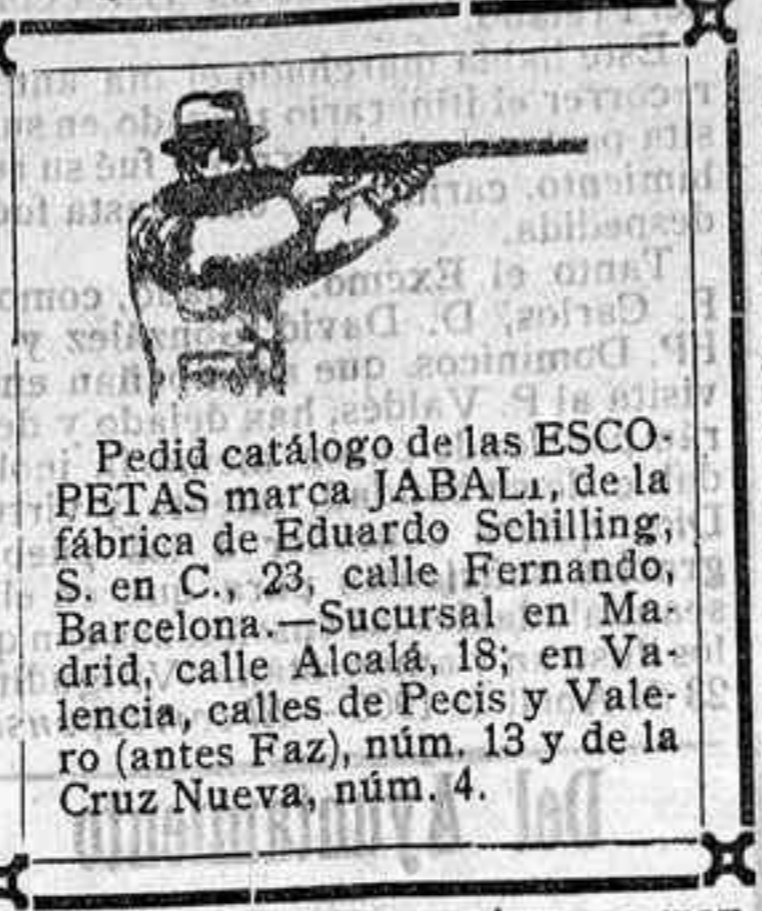 Pedid catálogo de las ESCO-
PETAS marca JABALı, de la
fábrica de Eduardo Schilling,
S. en C., 23, calle Fernando,
Barcelona.—Sucursal en Ma-
drid, calle Alcalá, 18; en Va-
lencia, calles de Pecis y Vale-
ro (antes Faz), núm. 13 y de la
Cruz Nueva, núm. 4.